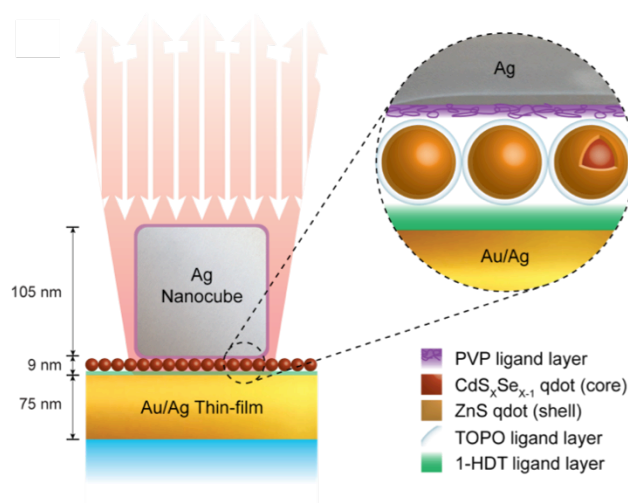 Ag
Ag
Nanocube
105 nm
Au/Ag
9 nm
75 nm
Au/Ag Thin-film
PVP ligand layer
CdSₓSeₓ₋₁ qdot (core)
ZnS qdot (shell)
TOPO ligand layer
1-HDT ligand layer